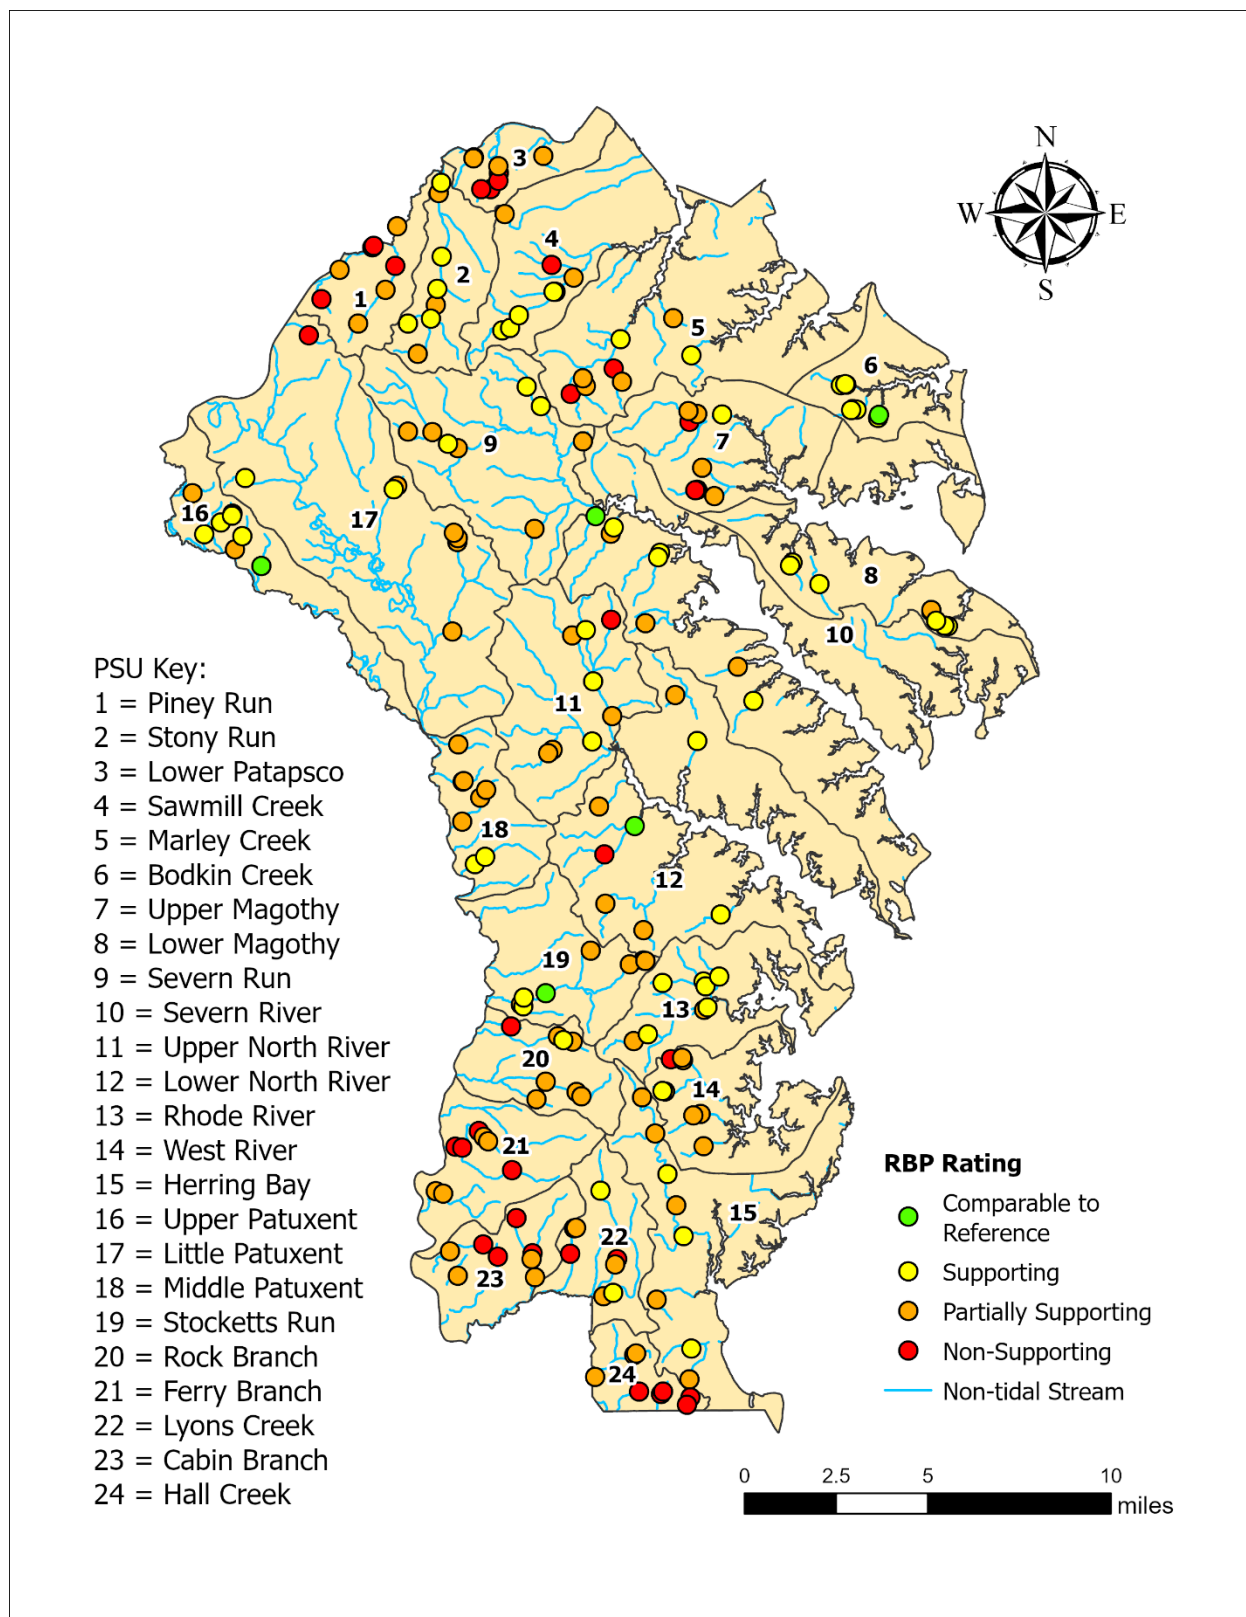 N
W
E
S
3
4
2
1
5
6
7
9
16
17
8
10
11
18
12
19
13
20
14
21
15
22
23
24
PSU Key:
1 = Piney Run
2 = Stony Run
3 = Lower Patapsco
4 = Sawmill Creek
5 = Marley Creek
6 = Bodkin Creek
7 = Upper Magothy
8 = Lower Magothy
9 = Severn Run
10 = Severn River
11 = Upper North River
12 = Lower North River
13 = Rhode River
14 = West River
15 = Herring Bay
16 = Upper Patuxent
17 = Little Patuxent
18 = Middle Patuxent
19 = Stocketts Run
20 = Rock Branch
21 = Ferry Branch
22 = Lyons Creek
23 = Cabin Branch
24 = Hall Creek
RBP Rating
Comparable to
Reference
Supporting
Partially Supporting
Non-Supporting
Non-tidal Stream
0 2.5 5 10
miles